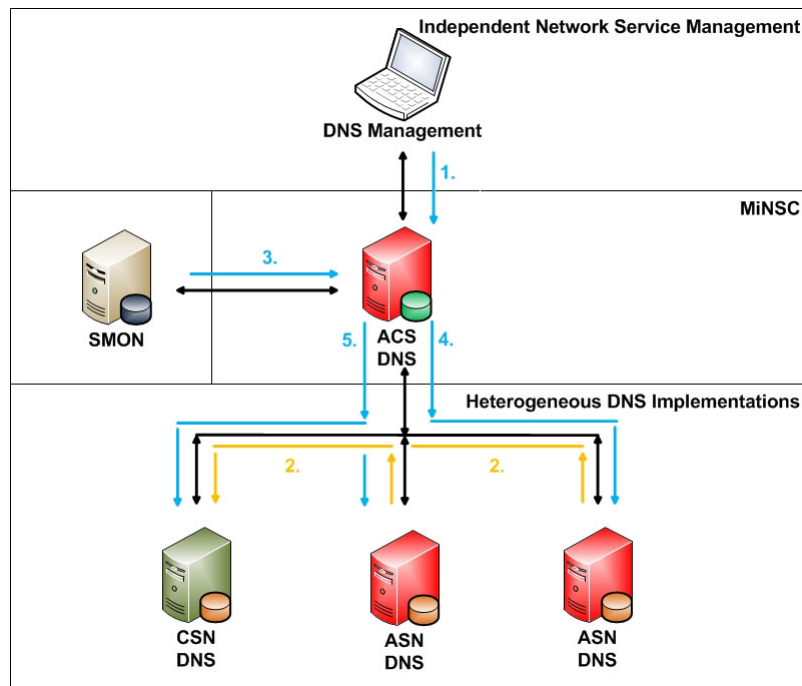 Independent Network Service Management
DNS Management
1.
MiNSC
3.
SMON
ACS
DNS
5.
4.
Heterogeneous DNS Implementations
2.
2.
CSN
DNS
ASN
DNS
ASN
DNS